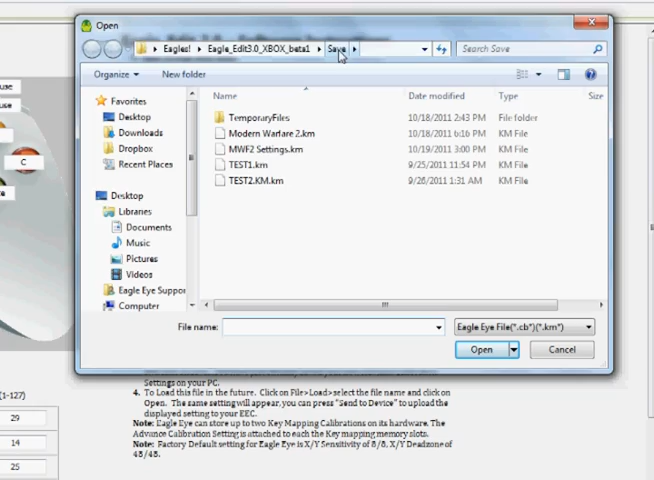 Open
Eagles! Eagle_Edit3.0_XBOX_beta1 Save Search Save
Organize New folder
use
use
C
Favorites
Desktop
Downloads
Dropbox
Recent Places
Desktop
Libraries
Documents
Music
Pictures
Videos
Eagle Eye Suppor
Computer
Name Date modified Type Size
TemporaryFiles 10/18/2011 2:43 PM File folder
Modern Warfare 2.km 10/18/2011 6:16 PM KM File
MWF2 Settings.km 10/19/2011 3:00 PM KM File
TEST1.km 9/25/2011 11:54 PM KM File
TEST2.KM.km 9/26/2011 1:31 AM KM File
File name: Eagle Eye File(*.cb*)(*.km*)
Open Cancel
Settings on your PC.
4. To Load this file in the future. Click on File>Load>select the file name and click on
Open. The same setting will appear, you can press "Send to Device" to upload the
displayed setting to your EEC.
Note: Eagle Eye can store up to two Key Mapping Calibrations on its hardware. The
Advance Calibration Setting is attached to each the Key mapping memory slots.
Note: Factory Default setting for Eagle Eye is X/Y Sensitivity of 8/8, X/Y Deadzone of
48/48.
(1-127)
29
14
25